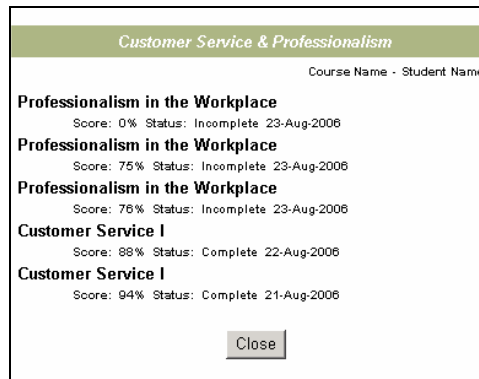 Customer Service & Professionalism
Course Name - Student Name
Professionalism in the Workplace
Score: 0% Status: Incomplete 23-Aug-2006
Professionalism in the Workplace
Score: 75% Status: Incomplete 23-Aug-2006
Professionalism in the Workplace
Score: 76% Status: Incomplete 23-Aug-2006
Customer Service I
Score: 88% Status: Complete 22-Aug-2006
Customer Service I
Score: 94% Status: Complete 21-Aug-2006
Close